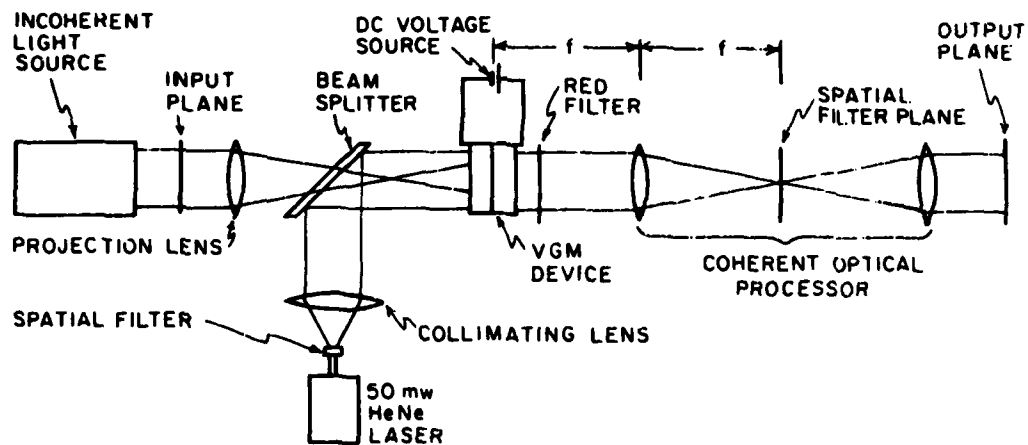 INCOHERENT
LIGHT
SOURCE
INPUT
PLANE
BEAM
SPLITTER
DC VOLTAGE
SOURCE
f
f
RED
FILTER
SPATIAL
FILTER PLANE
OUTPUT
PLANE
PROJECTION LENS
VGM
DEVICE
COHERENT OPTICAL
PROCESSOR
SPATIAL FILTER
COLLIMATING LENS
50 mw
HeNe
LASER